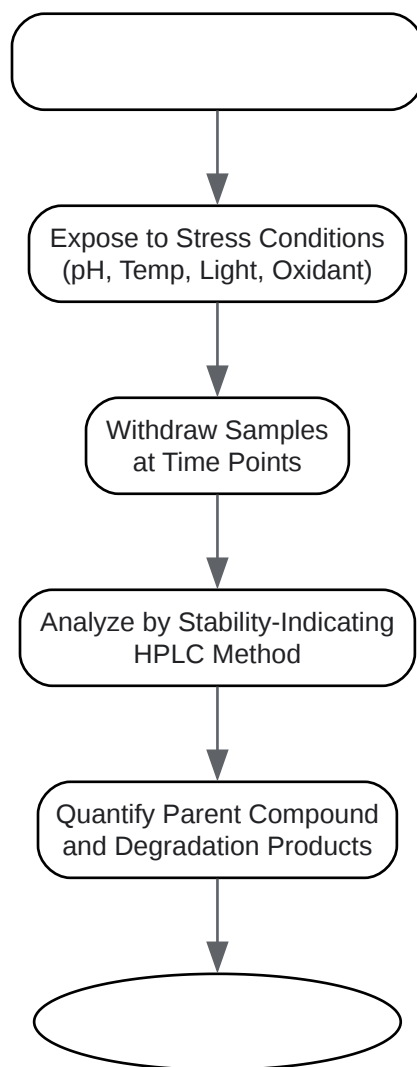 Expose to Stress Conditions
(pH, Temp, Light, Oxidant)
Withdraw Samples
at Time Points
Analyze by Stability-Indicating
HPLC Method
Quantify Parent Compound
and Degradation Products